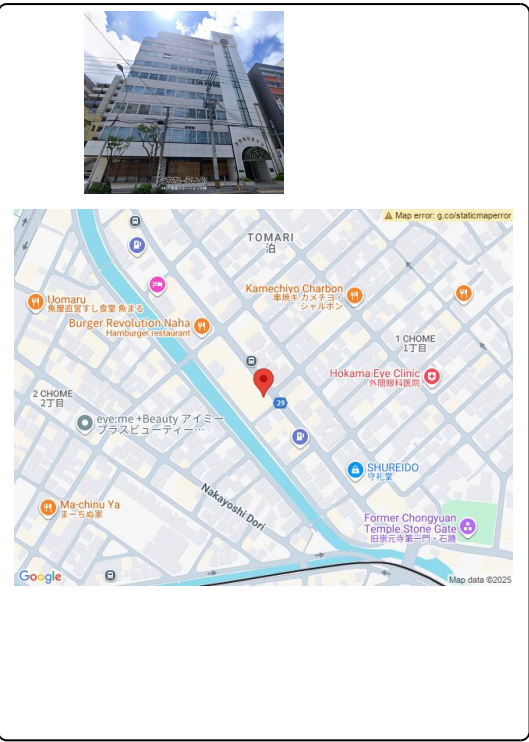 Map error: g.co/staticmaperror
TOMARI
泊
Kamechiyo Charbon
串焼キ カメチヨ・
シャルボン
Uomaru
魚屋直営すし食堂 魚まる
Burger Revolution Naha
Hamburger restaurant
1 CHOME
1丁目
Hokama Eye Clinic
外間眼科医院
2 CHOME
2丁目
29
eye:me +Beauty アイミー
プラスビューティー…
SHUREIDO
守礼堂
Ma-chinu Ya
まーちぬ家
Nakayoshi Dori
Former Chongyuan
Temple Stone Gate
旧崇元寺第一門・石牆
Google
Map data ©2025